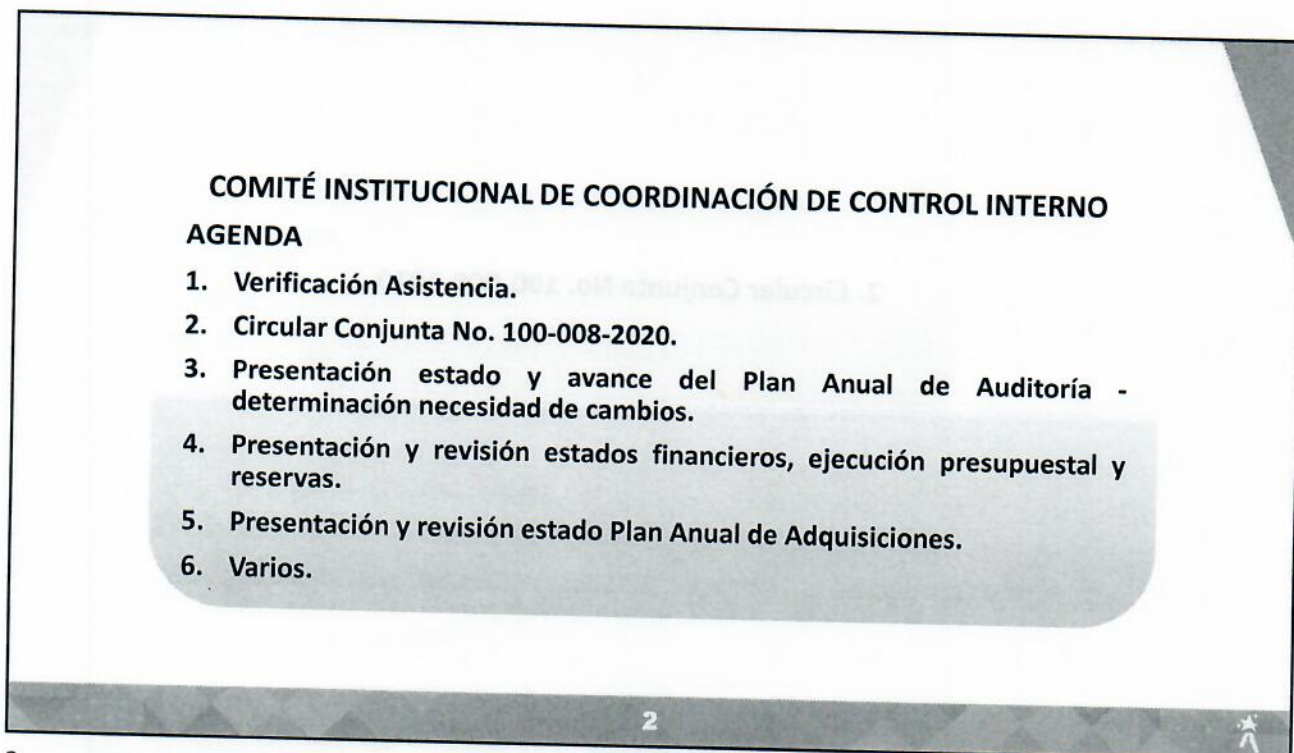 COMITÉ INSTITUCIONAL DE COORDINACIÓN DE CONTROL INTERNO
AGENDA
1. Verificación Asistencia.
2. Circular Conjunta No. 100-008-2020.
3. Presentación estado y avance del Plan Anual de Auditoría -
determinación necesidad de cambios.
4. Presentación y revisión estados financieros, ejecución presupuestal y
reservas.
5. Presentación y revisión estado Plan Anual de Adquisiciones.
6. Varios.
2